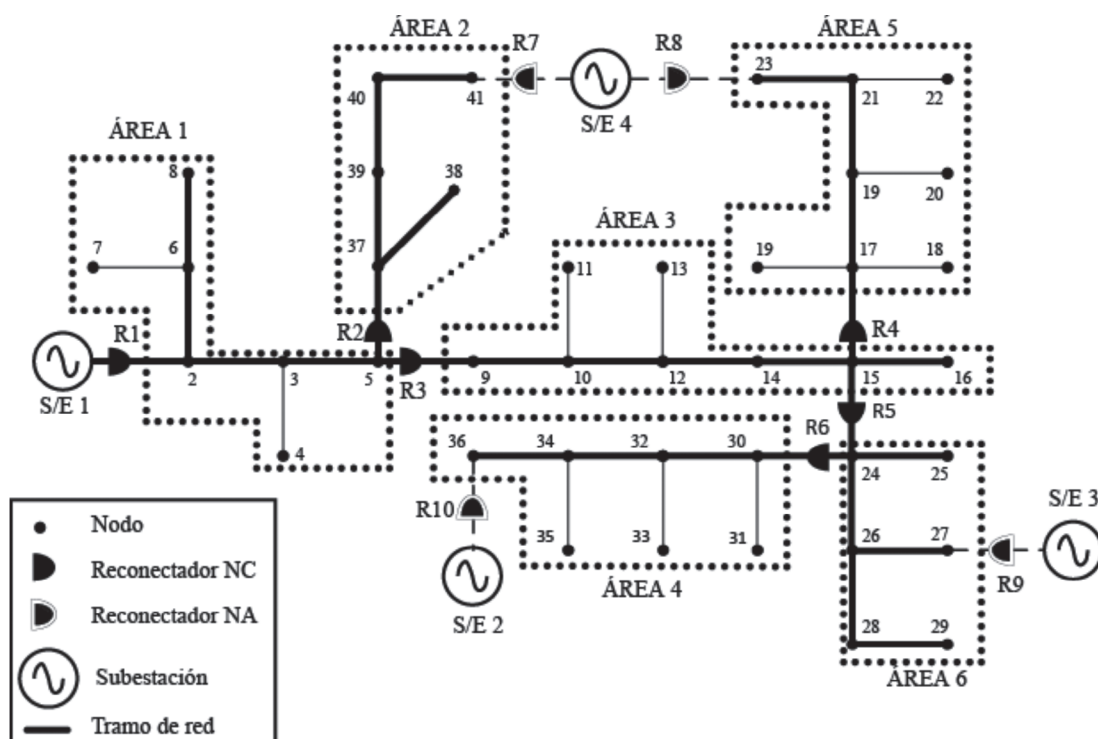 ÁREA 2
R7
R8
ÁREA 5
23
40
41
S/E 4
21
22
ÁREA 1
8
39
38
19
20
ÁREA 3
7
6
37
11
13
19
17
18
R1
R2
R4
S/E 1
2
3
5
R3
9
10
12
14
15
16
R5
4
36
34
32
30
R6
24
25
S/E 3
R10
35
33
31
26
27
R9
ÁREA 4
S/E 2
28
29
ÁREA 6
Nodo
Reconectador NC
Reconectador NA
Subestación
Tramo de red